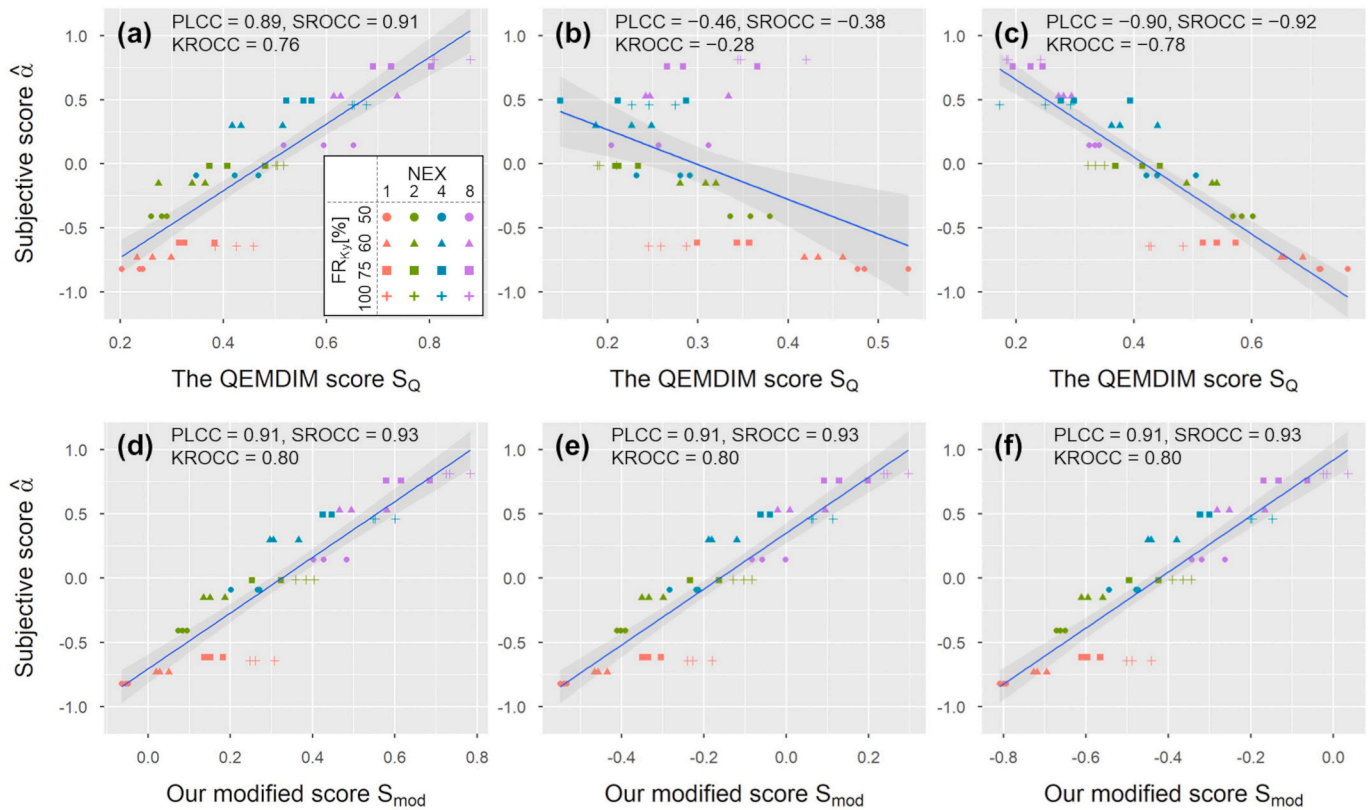 (a)
PLCC = 0.89, SROCC = 0.91
KROCC = 0.76
(b)
PLCC = −0.46, SROCC = −0.38
KROCC = −0.28
(c)
PLCC = −0.90, SROCC = −0.92
KROCC = −0.78
Subjective score α̂
1.0
0.5
0.0
-0.5
-1.0
NEX
1 2 4 8
FR_Ky[%]
50
60
75
100
0.2 0.4 0.6 0.8
0.2 0.3 0.4 0.5
0.2 0.4 0.6
The QEMDIM score S_Q
The QEMDIM score S_Q
The QEMDIM score S_Q
(d)
PLCC = 0.91, SROCC = 0.93
KROCC = 0.80
(e)
PLCC = 0.91, SROCC = 0.93
KROCC = 0.80
(f)
PLCC = 0.91, SROCC = 0.93
KROCC = 0.80
Subjective score α̂
1.0
0.5
0.0
-0.5
-1.0
0.0 0.2 0.4 0.6 0.8
-0.4 -0.2 0.0 0.2
-0.8 -0.6 -0.4 -0.2 0.0
Our modified score S_mod
Our modified score S_mod
Our modified score S_mod